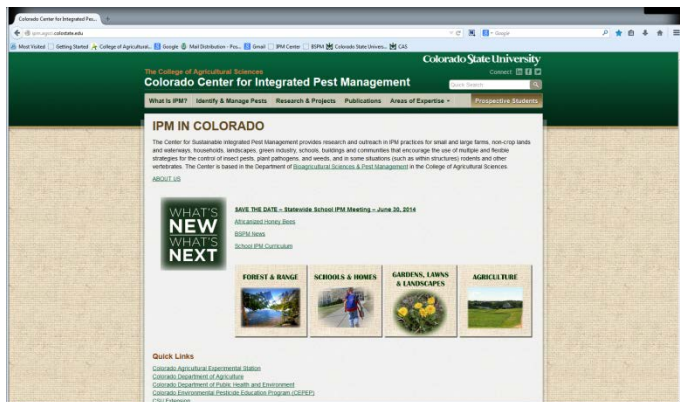 Colorado Center for Integrated Pes...
ipm.agsci.colostate.edu
Google
Most Visited Getting Started College of Agricultural... Google Mail Distribution - Pos... Gmail IPM Center BSPM Colorado State Univers... CAS
Colorado State University
The College of Agricultural Sciences
Connect
Colorado Center for Integrated Pest Management
Quick Search
What Is IPM? Identify & Manage Pests Research & Projects Publications Areas of Expertise Prospective Students
IPM IN COLORADO
The Center for Sustainable Integrated Pest Management provides research and outreach in IPM practices for small and large farms, non-crop lands
and waterways, households, landscapes, green industry, schools, buildings and communities that encourage the use of multiple and flexible
strategies for the control of insect pests, plant pathogens, and weeds, and in some situations (such as within structures) rodents and other
vertebrates. The Center is based in the Department of Bioagricultural Sciences & Pest Management in the College of Agricultural Sciences.
ABOUT US
WHAT'S
NEW
WHAT'S
NEXT
SAVE THE DATE – Statewide School IPM Meeting – June 30, 2014
Africanized Honey Bees
BSPM News
School IPM Curriculum
FOREST & RANGE
SCHOOLS & HOMES
GARDENS, LAWNS
& LANDSCAPES
AGRICULTURE
Quick Links
Colorado Agricultural Experimental Station
Colorado Department of Agriculture
Colorado Department of Public Health and Environment
Colorado Environmental Pesticide Education Program (CEPEP)
CSU Extension